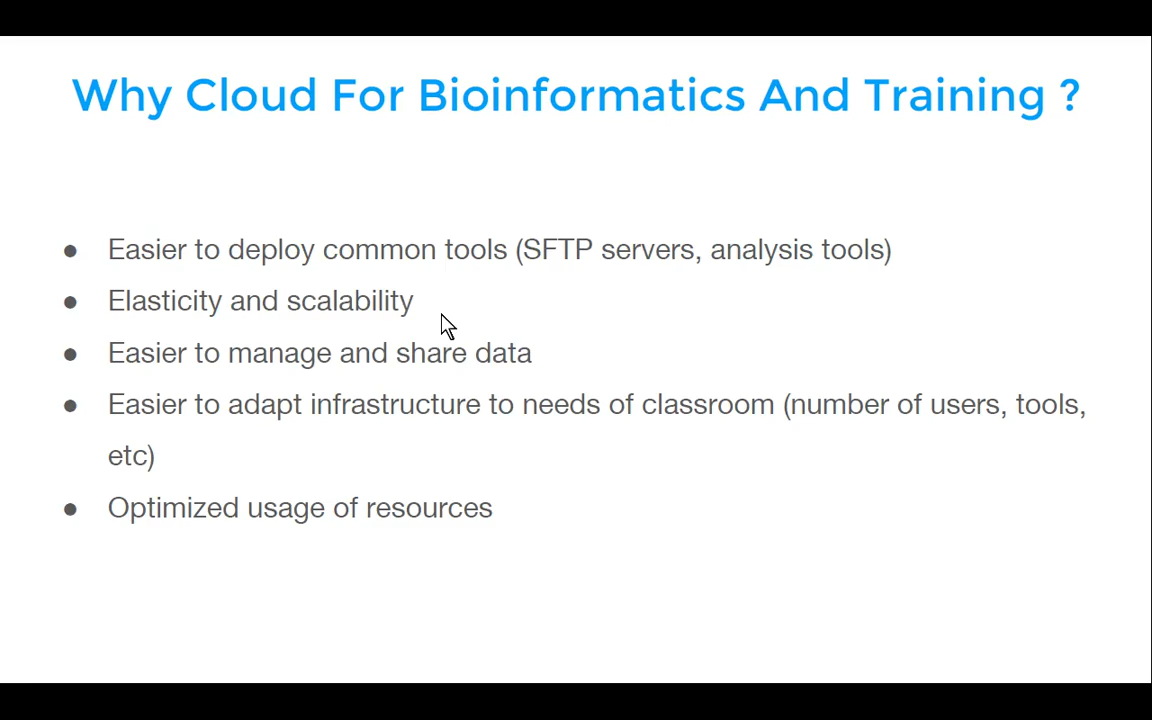 Why Cloud For Bioinformatics And Training ?
● Easier to deploy common tools (SFTP servers, analysis tools)
● Elasticity and scalability
● Easier to manage and share data
● Easier to adapt infrastructure to needs of classroom (number of users, tools,
etc)
● Optimized usage of resources